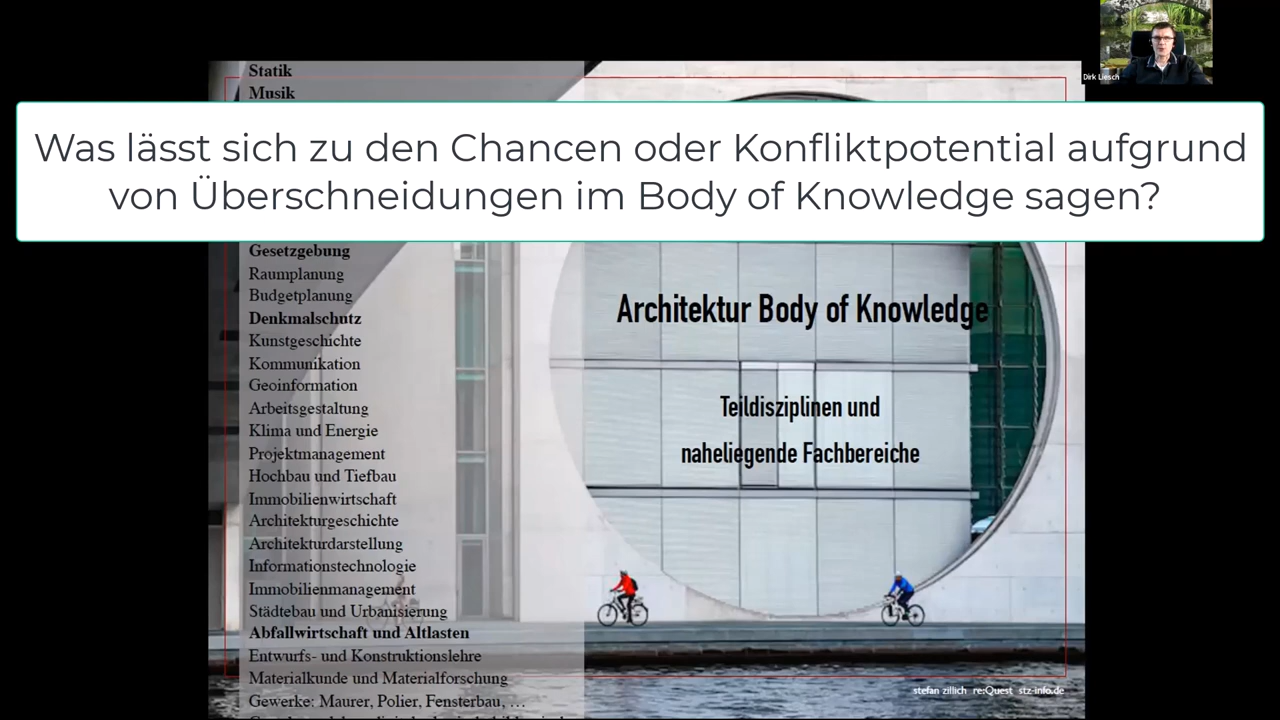 Dirk Liesch
Statik
Musik
Was lässt sich zu den Chancen oder Konfliktpotential aufgrund
von Überschneidungen im Body of Knowledge sagen?
Gesetzgebung
Raumplanung
Budgetplanung
Denkmalschutz
Kunstgeschichte
Kommunikation
Geoinformation
Arbeitsgestaltung
Klima und Energie
Projektmanagement
Hochbau und Tiefbau
Immobilienwirtschaft
Architekturgeschichte
Architekturdarstellung
Informationstechnologie
Immobilienmanagement
Städtebau und Urbanisierung
Abfallwirtschaft und Altlasten
Entwurfs- und Konstruktionslehre
Materialkunde und Materialforschung
Gewerke: Maurer, Polier, Fensterbau, …
Architektur Body of Knowledge
Teildisziplinen und
naheliegende Fachbereiche
stefan zillich re:Quest stz-info.de